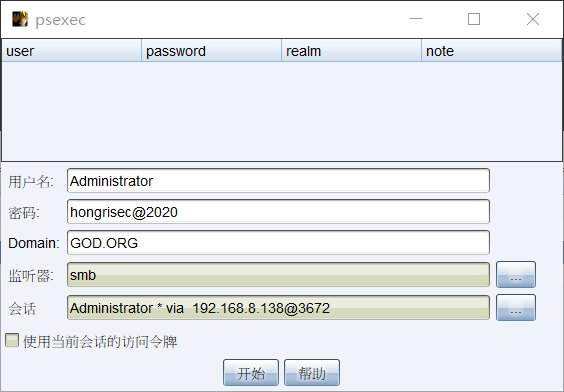 psexec
user password realm note
用户名: Administrator
密码: hongrisec@2020
Domain: GOD.ORG
监听器: smb ...
会话 Administrator * via 192.168.8.138@3672 ...
使用当前会话的访问令牌
开始 帮助